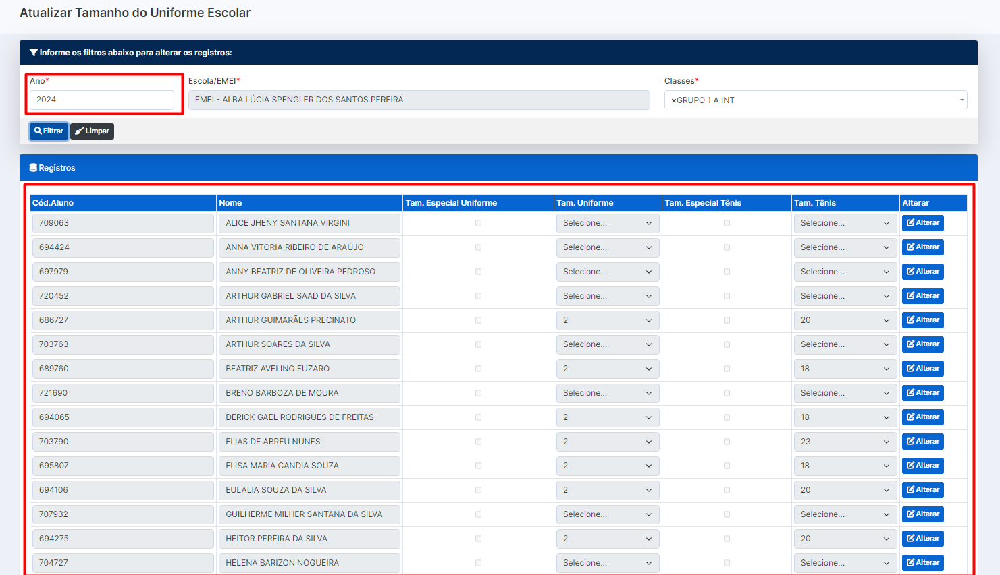 Atualizar Tamanho do Uniforme Escolar
Informe os filtros abaixo para alterar os registros:
Ano* Escola/EMEI* Classes*
2024 EMEI - ALBA LÚCIA SPENGLER DOS SANTOS PEREIRA ×GRUPO 1 A INT
Filtrar Limpar
Registros
Cód.Aluno Nome Tam. Especial Uniforme Tam. Uniforme Tam. Especial Tênis Tam. Tênis Alterar
709063 ALICE JHENY SANTANA VIRGINI Selecione... Selecione... Alterar
694424 ANNA VITORIA RIBEIRO DE ARAÚJO Selecione... Selecione... Alterar
697979 ANNY BEATRIZ DE OLIVEIRA PEDROSO Selecione... Selecione... Alterar
720452 ARTHUR GABRIEL SAAD DA SILVA Selecione... Selecione... Alterar
686727 ARTHUR GUIMARÃES PRECINATO 2 20 Alterar
703763 ARTHUR SOARES DA SILVA Selecione... Selecione... Alterar
689760 BEATRIZ AVELINO FUZARO 2 18 Alterar
721690 BRENO BARBOZA DE MOURA Selecione... Selecione... Alterar
694065 DERICK GAEL RODRIGUES DE FREITAS 2 18 Alterar
703790 ELIAS DE ABREU NUNES 2 23 Alterar
695807 ELISA MARIA CANDIA SOUZA 2 18 Alterar
694106 EULALIA SOUZA DA SILVA 2 20 Alterar
707932 GUILHERME MILHER SANTANA DA SILVA Selecione... Selecione... Alterar
694275 HEITOR PEREIRA DA SILVA 2 20 Alterar
704727 HELENA BARIZON NOGUEIRA Selecione... Selecione... Alterar